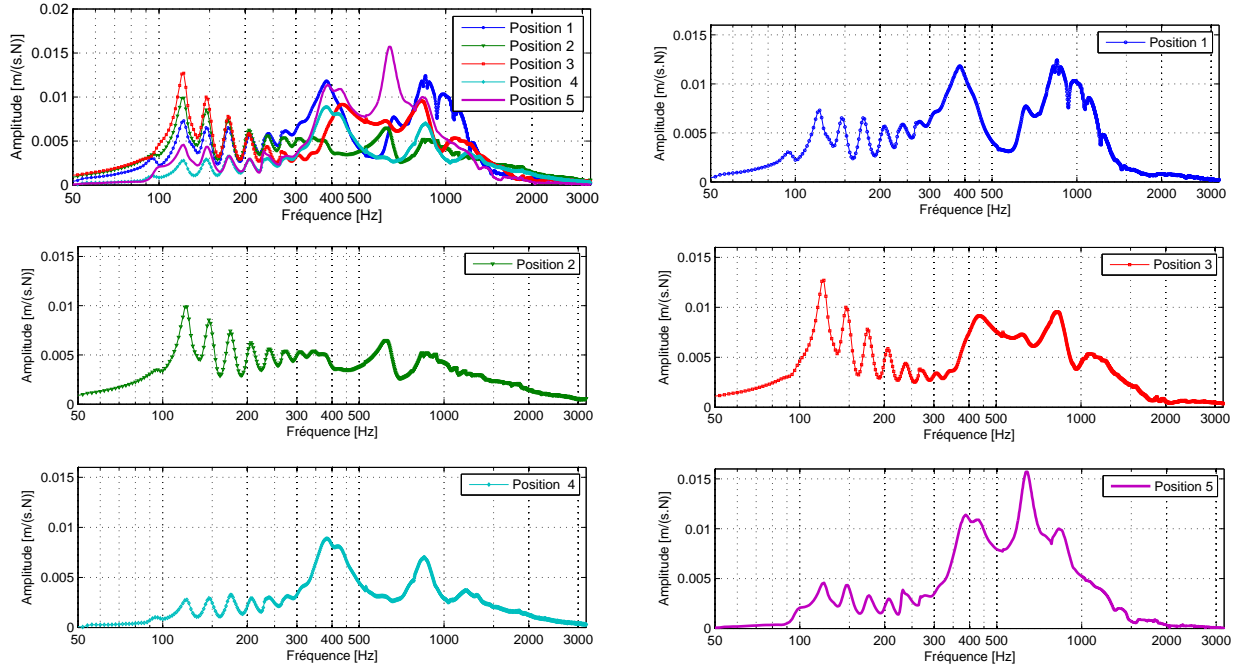 0.02
0.015
0.01
0.005
0
Amplitude [m/(s.N)]
50 100 200 300 400 500 1000 2000 3000
Fréquence [Hz]
Position 1
Position 2
Position 3
Position 4
Position 5
0.015
0.01
0.005
0
Amplitude [m/(s.N)]
50 100 200 300 400 500 1000 2000 3000
Fréquence [Hz]
Position 1
0.015
0.01
0.005
0
Amplitude [m/(s.N)]
50 100 200 300 400 500 1000 2000 3000
Fréquence [Hz]
Position 2
0.015
0.01
0.005
0
Amplitude [m/(s.N)]
50 100 200 300 400 500 1000 2000 3000
Fréquence [Hz]
Position 3
0.015
0.01
0.005
0
Amplitude [m/(s.N)]
50 100 200 300 400 500 1000 2000 3000
Fréquence [Hz]
Position 4
0.015
0.01
0.005
0
Amplitude [m/(s.N)]
50 100 200 300 400 500 1000 2000 3000
Fréquence [Hz]
Position 5